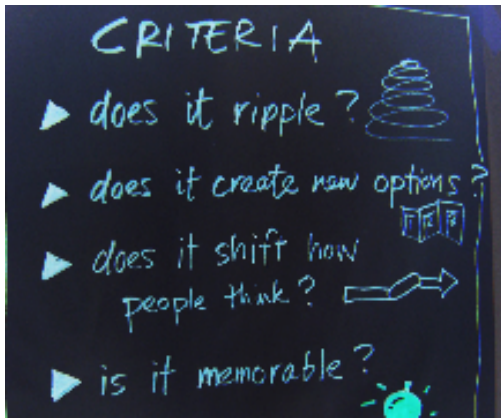 CRITERIA
does it ripple?
does it create new options?
does it shift how
people think?
is it memorable?